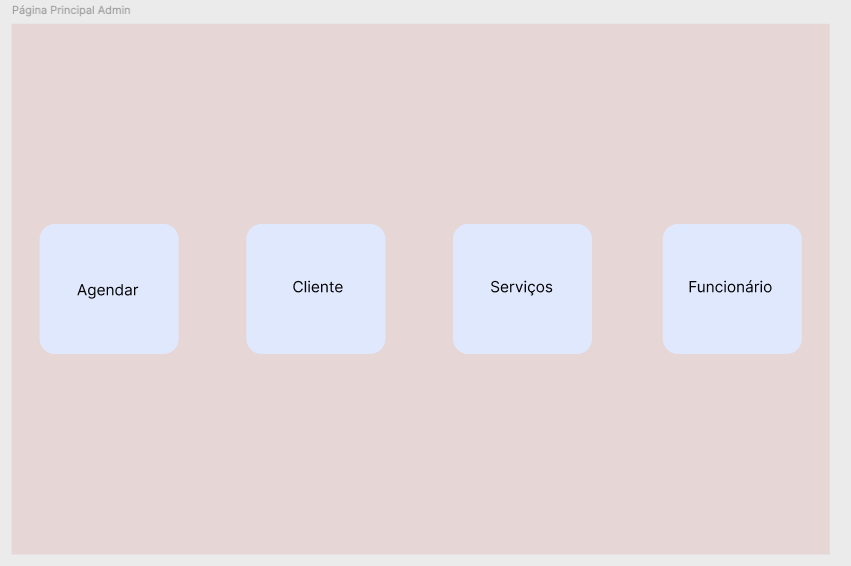 Página Principal Admin
Agendar
Cliente
Serviços
Funcionário